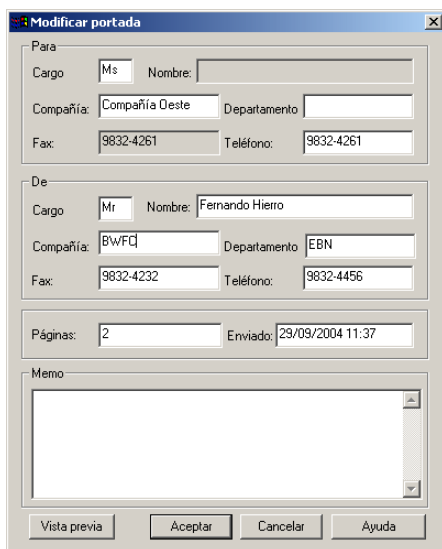 Modificar portada
Para
Cargo Ms Nombre:
Compañía: Compañía Oeste Departamento
Fax: 9832-4261 Teléfono: 9832-4261
De
Cargo Mr Nombre: Fernando Hierro
Compañía: BWFC Departamento EBN
Fax: 9832-4232 Teléfono: 9832-4456
Páginas: 2 Enviado: 29/09/2004 11:37
Memo
Vista previa Aceptar Cancelar Ayuda